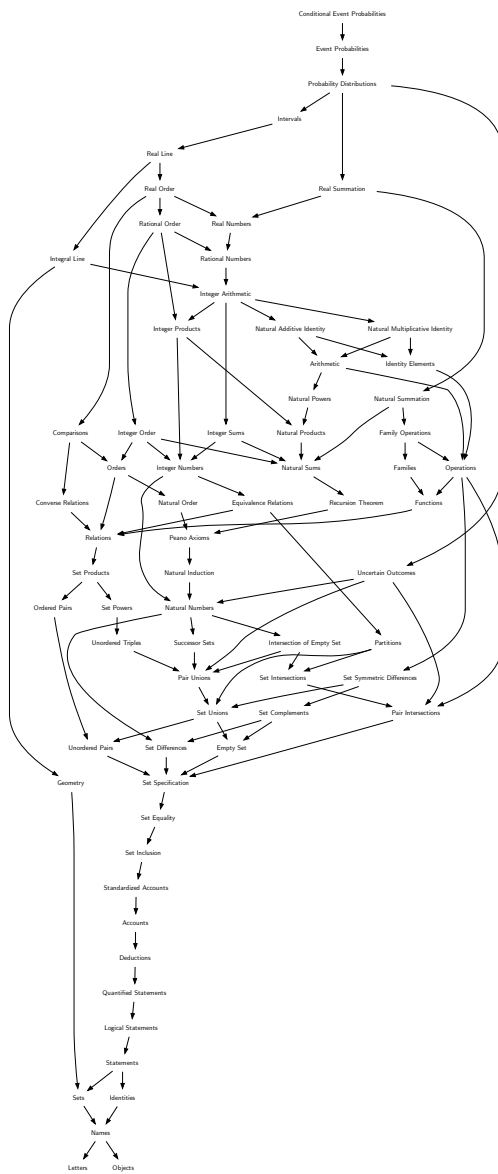 Conditional Event Probabilities
Event Probabilities
Probability Distributions
Intervals
Real Line
Real Order
Real Summation
Rational Order
Real Numbers
Integral Line
Rational Numbers
Integer Arithmetic
Integer Products
Natural Additive Identity
Natural Multiplicative Identity
Arithmetic
Identity Elements
Natural Powers
Natural Summation
Comparisons
Integer Order
Integer Sums
Natural Products
Family Operations
Orders
Integer Numbers
Natural Sums
Families
Operations
Converse Relations
Natural Order
Equivalence Relations
Recursion Theorem
Functions
Relations
Peano Axioms
Set Products
Natural Induction
Uncertain Outcomes
Ordered Pairs
Set Powers
Natural Numbers
Unordered Triples
Successor Sets
Intersection of Empty Set
Partitions
Pair Unions
Set Intersections
Set Symmetric Differences
Set Unions
Set Complements
Pair Intersections
Unordered Pairs
Set Differences
Empty Set
Geometry
Set Specification
Set Equality
Set Inclusion
Standardized Accounts
Accounts
Deductions
Quantified Statements
Logical Statements
Statements
Sets
Identities
Names
Letters
Objects